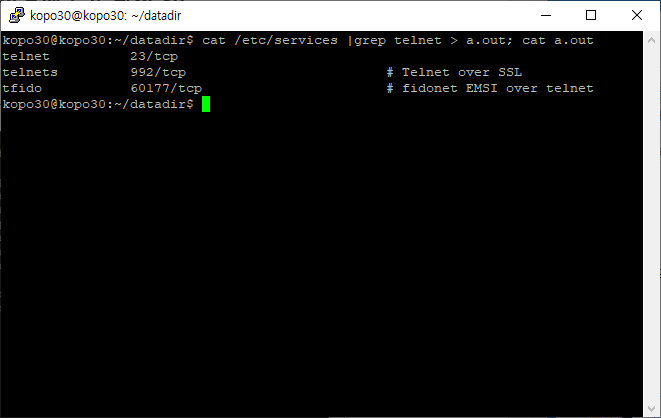 kopo30@kopo30: ~/datadir
kopo30@kopo30:~/datadir$ cat /etc/services |grep telnet > a.out; cat a.out
telnet          23/tcp
telnets         992/tcp                         # Telnet over SSL
tfido           60177/tcp                       # fidonet EMSI over telnet
kopo30@kopo30:~/datadir$